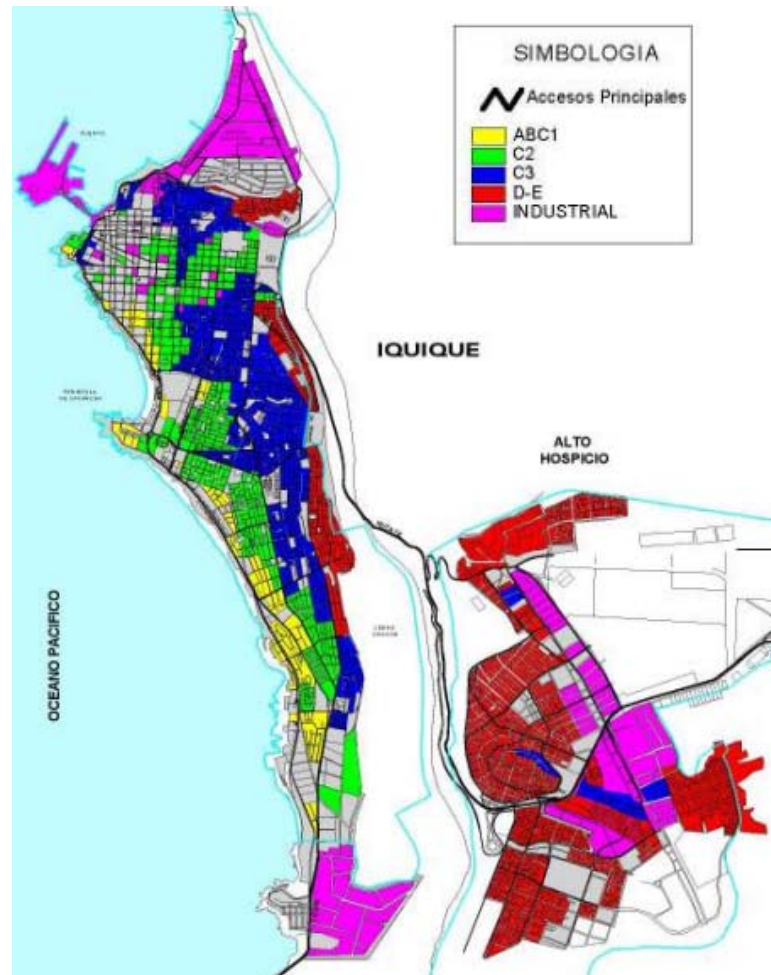 SIMBOLOGIA
Accesos Principales
ABC1
C2
C3
D-E
INDUSTRIAL
IQUIQUE
ALTO
HOSPICIO
OCEANO PACIFICO